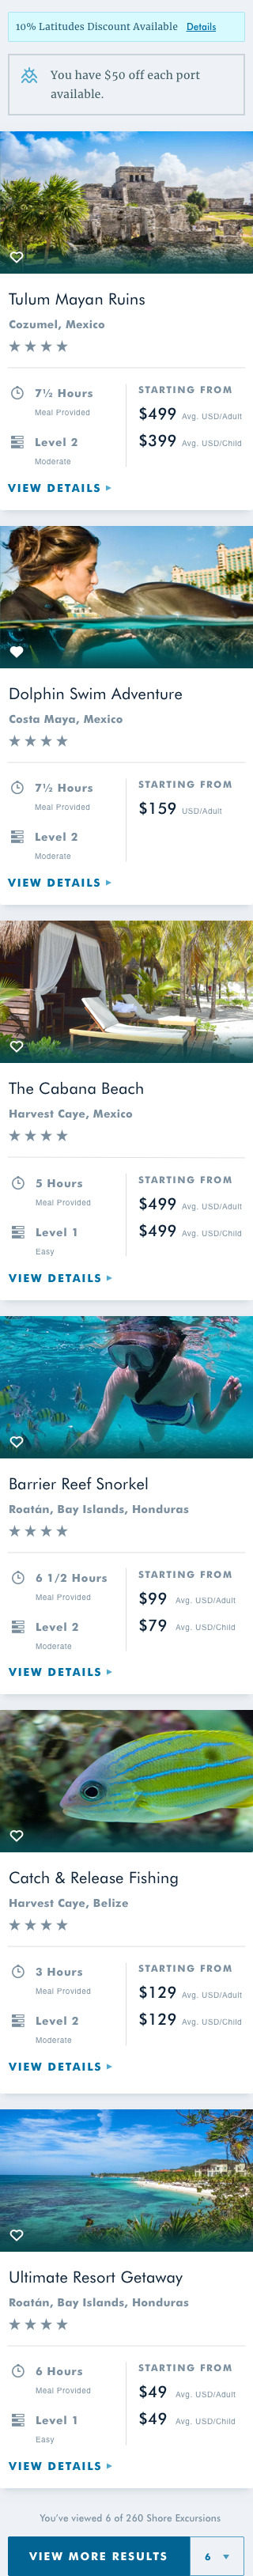 10% Latitudes Discount Available Details
You have $50 off each port
available.
Tulum Mayan Ruins
Cozumel, Mexico
7½ Hours
Meal Provided
Level 2
Moderate
STARTING FROM
$499 Avg. USD/Adult
$399 Avg. USD/Child
VIEW DETAILS
Dolphin Swim Adventure
Costa Maya, Mexico
7½ Hours
Meal Provided
Level 2
Moderate
STARTING FROM
$159 USD/Adult
VIEW DETAILS
The Cabana Beach
Harvest Caye, Mexico
5 Hours
Meal Provided
Level 1
Easy
STARTING FROM
$499 Avg. USD/Adult
$499 Avg. USD/Child
VIEW DETAILS
Barrier Reef Snorkel
Roatán, Bay Islands, Honduras
6 1/2 Hours
Meal Provided
Level 2
Moderate
STARTING FROM
$99 Avg. USD/Adult
$79 Avg. USD/Child
VIEW DETAILS
Catch & Release Fishing
Harvest Caye, Belize
3 Hours
Meal Provided
Level 2
Moderate
STARTING FROM
$129 Avg. USD/Adult
$129 Avg. USD/Child
VIEW DETAILS
Ultimate Resort Getaway
Roatán, Bay Islands, Honduras
6 Hours
Meal Provided
Level 1
Easy
STARTING FROM
$49 Avg. USD/Adult
$49 Avg. USD/Child
VIEW DETAILS
You've viewed 6 of 260 Shore Excursions
VIEW MORE RESULTS 6